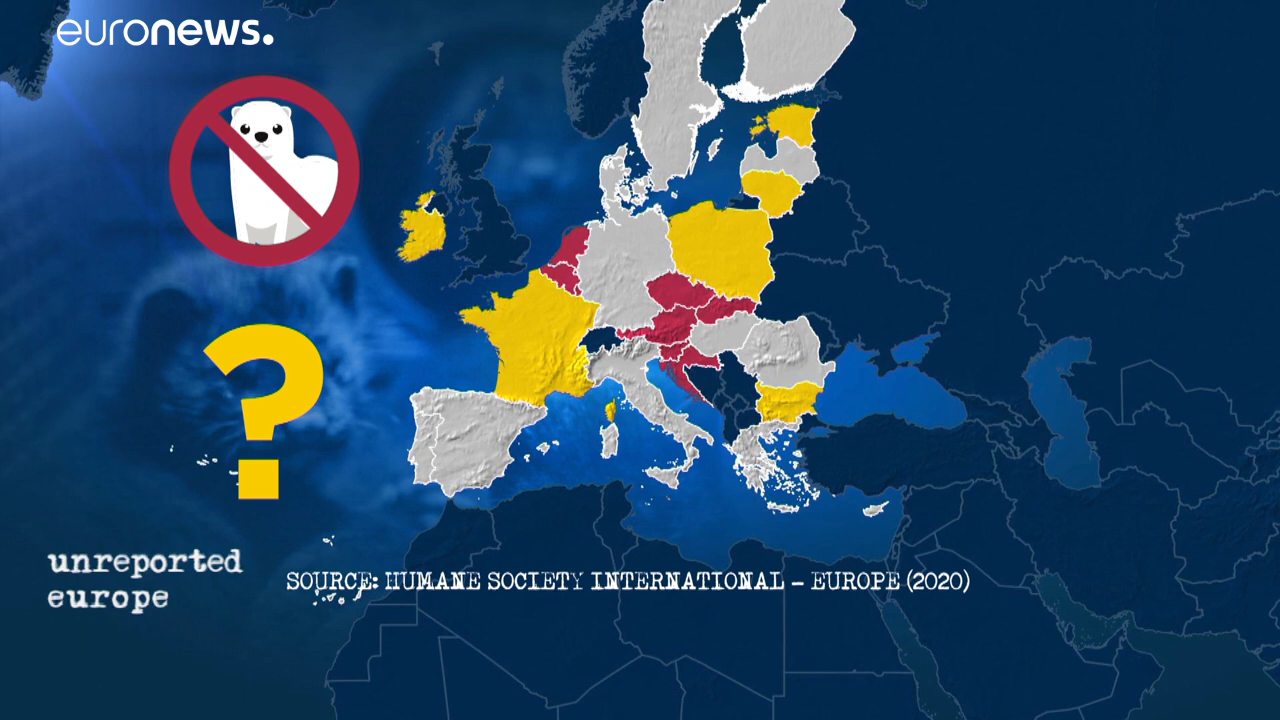 euronews.
?
unreported
europe
SOURCE: HUMANE SOCIETY INTERNATIONAL – EUROPE (2020)